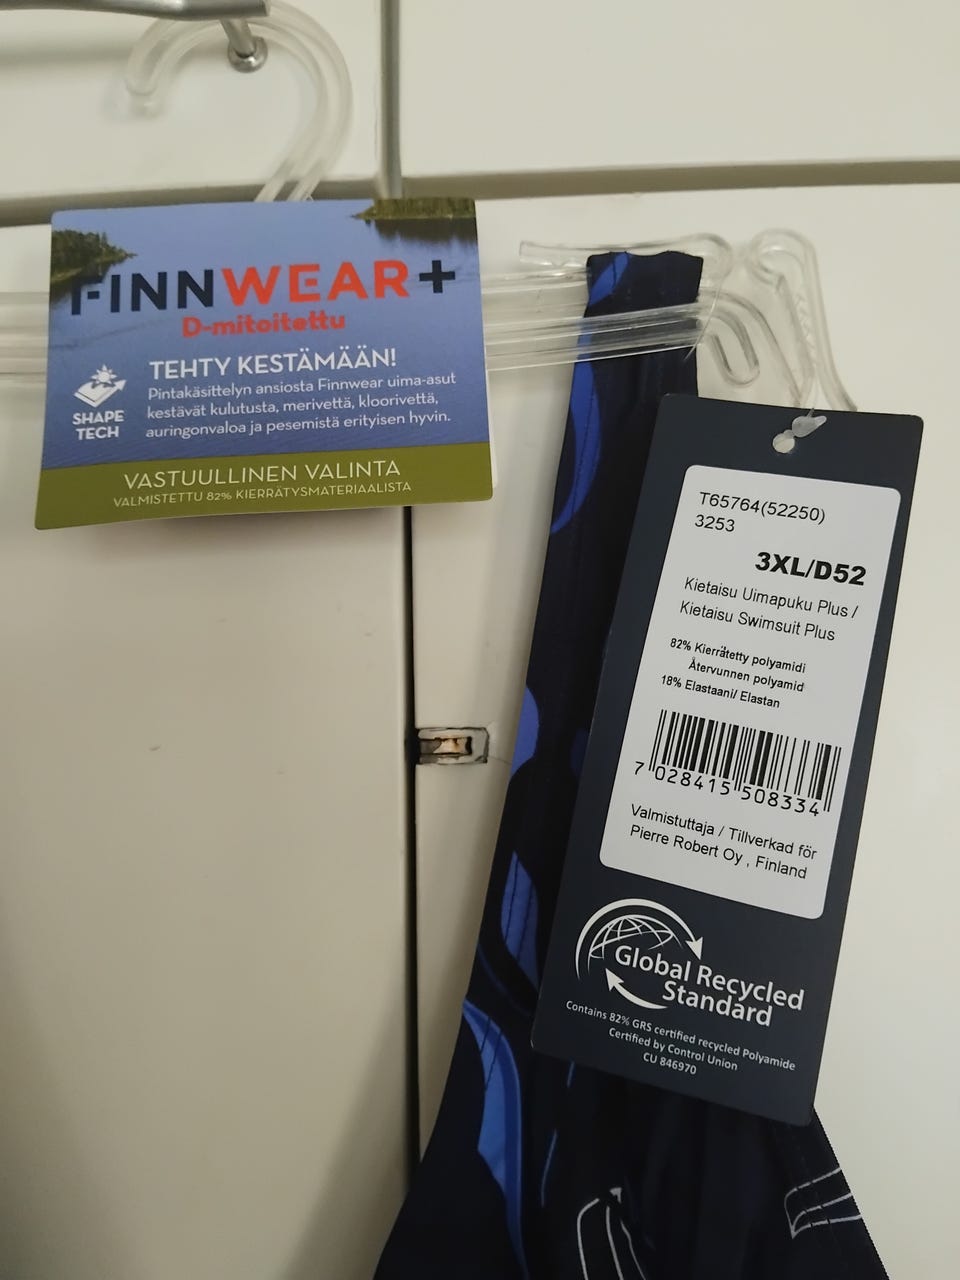 FINNWEAR+
D-mitoitettu
TEHTY KESTÄMÄÄN!
Pintakäsittelyn ansiosta Finnwear uima-asut
kestävät kulutusta, merivettä, kloorivettä,
auringonvaloa ja pesemistä erityisen hyvin.
SHAPE
TECH
VASTUULLINEN VALINTA
VALMISTETTU 82% KIERRÄTYSMATERIAALISTA
T65764(52250)
3253
3XL/D52
Kietaisu Uimapuku Plus /
Kietaisu Swimsuit Plus
82% Kierrätetty polyamidi
Återvunnen polyamid
18% Elastaani/ Elastan
7 028415 508334
Valmistuttaja / Tillverkad för
Pierre Robert Oy , Finland
Global Recycled
Standard
Contains 82% GRS certified recycled Polyamide
Certified by Control Union
CU 846970